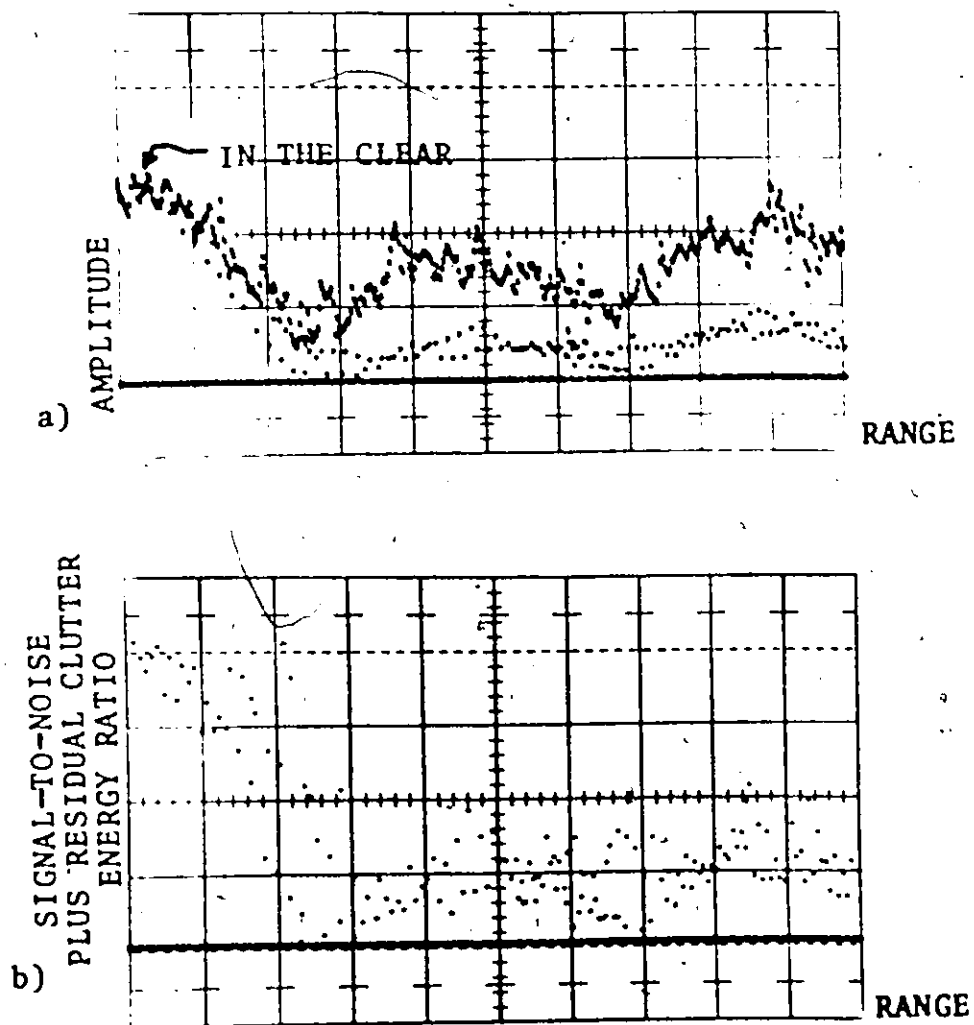 IN THE CLEAR
AMPLITUDE
a)
RANGE
SIGNAL-TO-NOISE
PLUS RESIDUAL CLUTTER
ENERGY RATIO
b)
RANGE